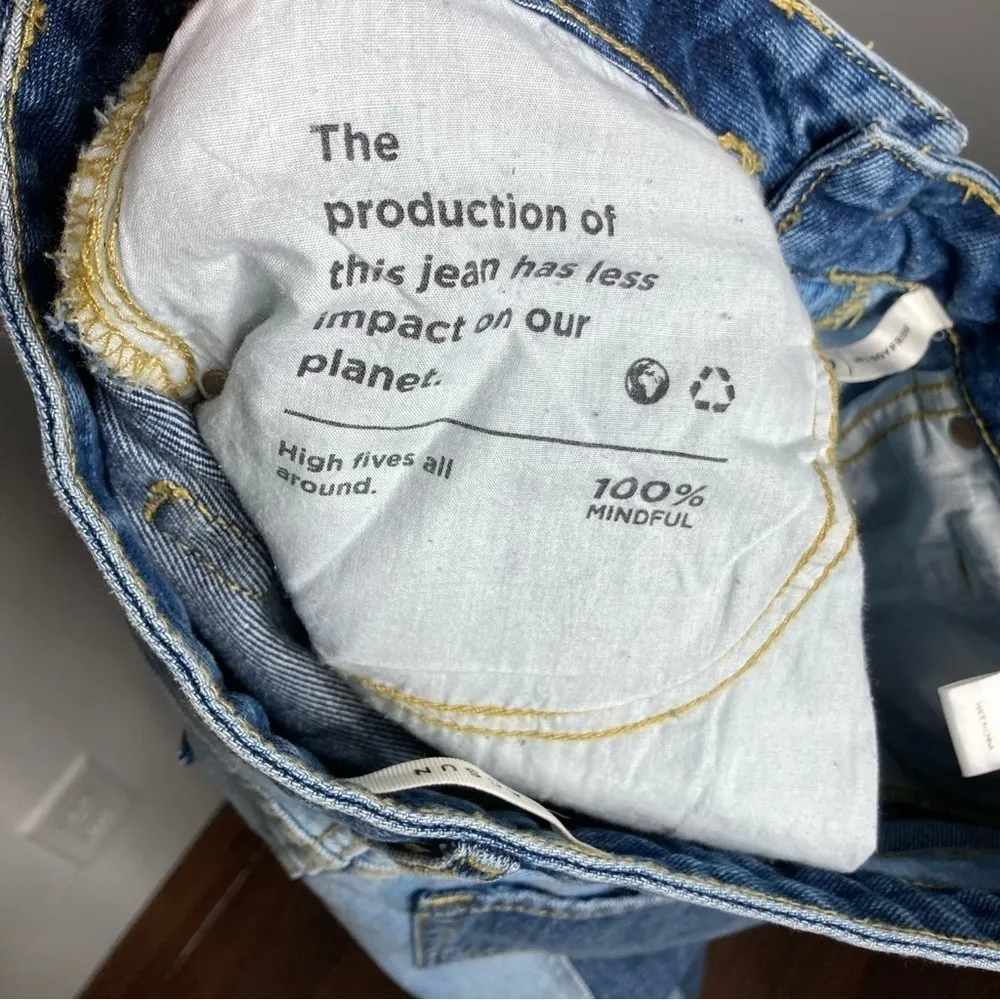 The
production of
this jean has less
impact on our
planet.
High fives all
around.
100%
MINDFUL